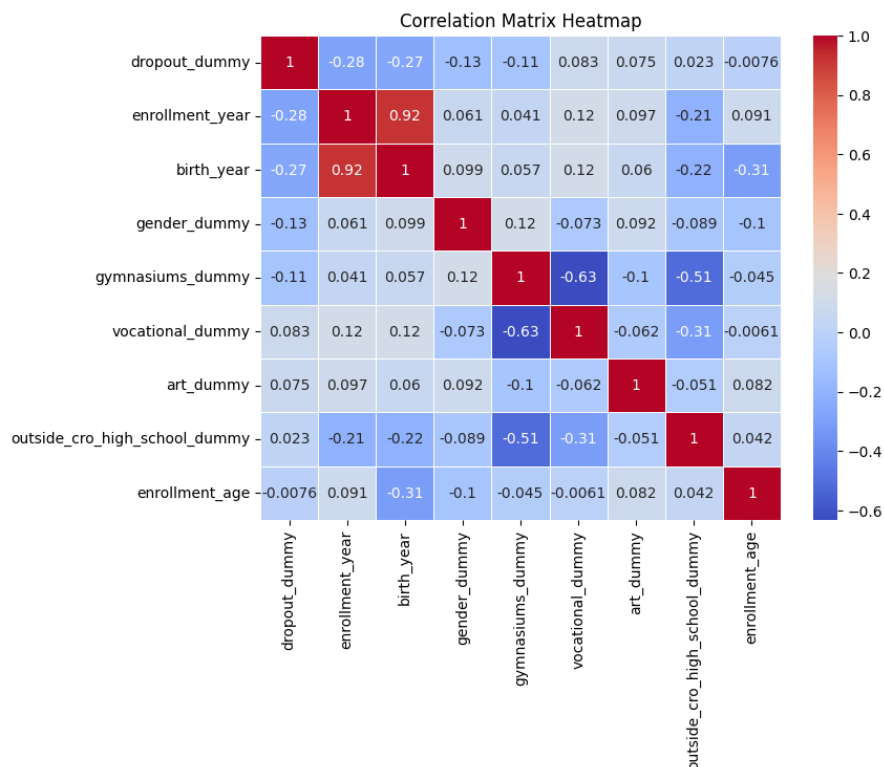 Correlation Matrix Heatmap
dropout_dummy 1 -0.28 -0.27 -0.13 -0.11 0.083 0.075 0.023 -0.0076
enrollment_year -0.28 1 0.92 0.061 0.041 0.12 0.097 -0.21 0.091
birth_year -0.27 0.92 1 0.099 0.057 0.12 0.06 -0.22 -0.31
gender_dummy -0.13 0.061 0.099 1 0.12 -0.073 0.092 -0.089 -0.1
gymnasiums_dummy -0.11 0.041 0.057 0.12 1 -0.63 -0.1 -0.51 -0.045
vocational_dummy 0.083 0.12 0.12 -0.073 -0.63 1 -0.062 -0.31 -0.0061
art_dummy 0.075 0.097 0.06 0.092 -0.1 -0.062 1 -0.051 0.082
outside_cro_high_school_dummy 0.023 -0.21 -0.22 -0.089 -0.51 -0.31 -0.051 1 0.042
enrollment_age -0.0076 0.091 -0.31 -0.1 -0.045 -0.0061 0.082 0.042 1
dropout_dummy
enrollment_year
birth_year
gender_dummy
gymnasiums_dummy
vocational_dummy
art_dummy
outside_cro_high_school_dummy
enrollment_age
1.0
0.8
0.6
0.4
0.2
0.0
−0.2
−0.4
−0.6